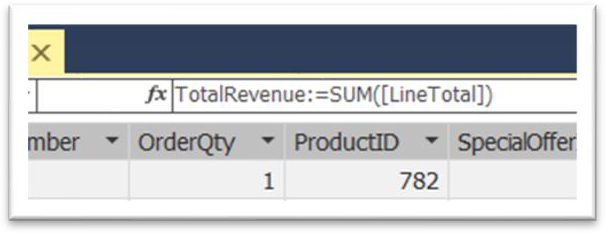 fx TotalRevenue:=SUM([LineTotal])
mber OrderQty ProductID SpecialOffer
1 782